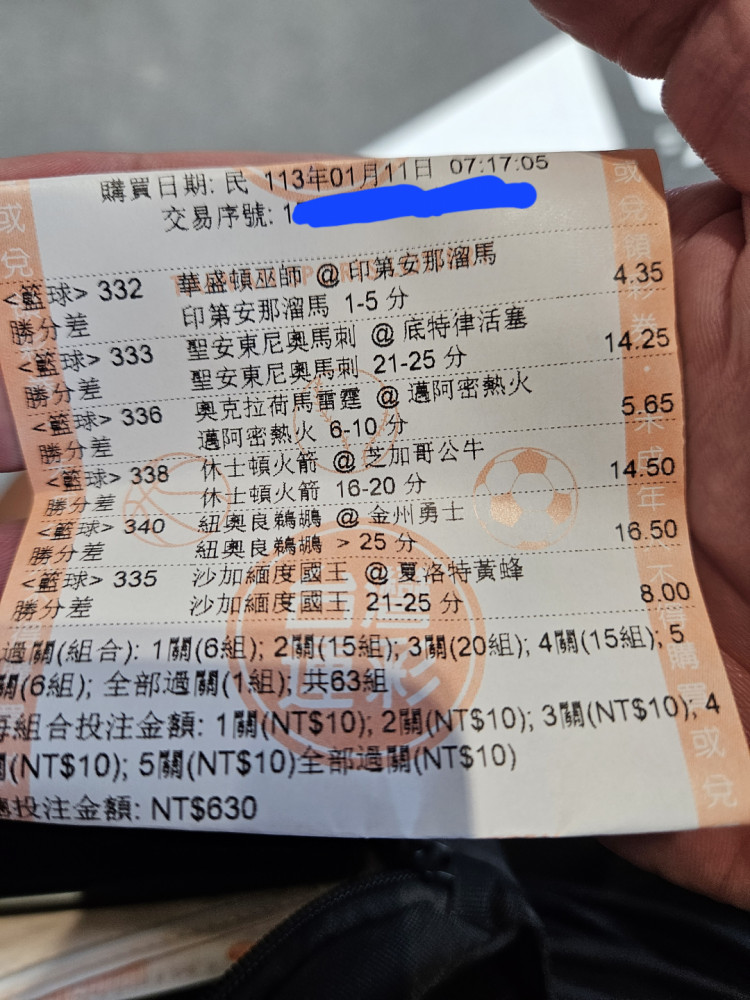 購買日期: 民 113年01月11日 07:17:05
交易序號: 1
<籃球> 332 華盛頓巫師 @ 印第安那溜馬
勝分差 印第安那溜馬 1-5 分 4.35
<籃球> 333 聖安東尼奧馬刺 @ 底特律活塞
勝分差 聖安東尼奧馬刺 21-25 分 14.25
<籃球> 336 奧克拉荷馬雷霆 @ 邁阿密熱火
勝分差 邁阿密熱火 6-10 分 5.65
<籃球> 338 休士頓火箭 @ 芝加哥公牛
勝分差 休士頓火箭 16-20 分 14.50
<籃球> 340 紐奧良鵜鶘 @ 金州勇士
勝分差 紐奧良鵜鶘 > 25 分 16.50
<籃球> 335 沙加緬度國王 @ 夏洛特黃蜂
勝分差 沙加緬度國王 21-25 分 8.00
過關(組合): 1關(6組); 2關(15組); 3關(20組); 4關(15組); 5
關(6組); 全部過關(1組); 共63組
每組合投注金額: 1關(NT$10); 2關(NT$10); 3關(NT$10); 4
關(NT$10); 5關(NT$10)全部過關(NT$10)
總投注金額: NT$630